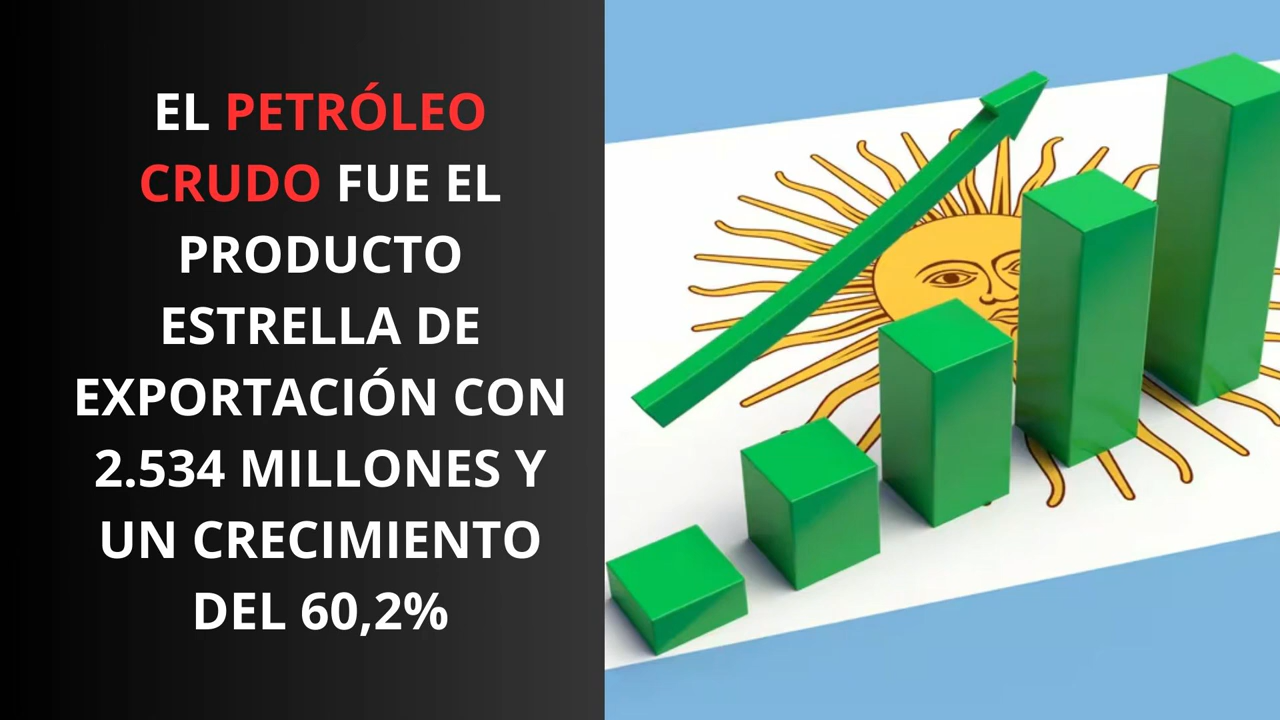 EL PETRÓLEO
CRUDO FUE EL
PRODUCTO
ESTRELLA DE
EXPORTACIÓN CON
2.534 MILLONES Y
UN CRECIMIENTO
DEL 60,2%